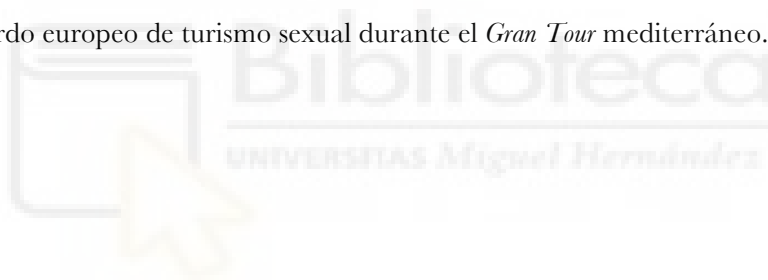 rdo europeo de turismo sexual durante el Gran Tour mediterráneo.
Biblioteca
UNIVERSITAS Miguel Hernández